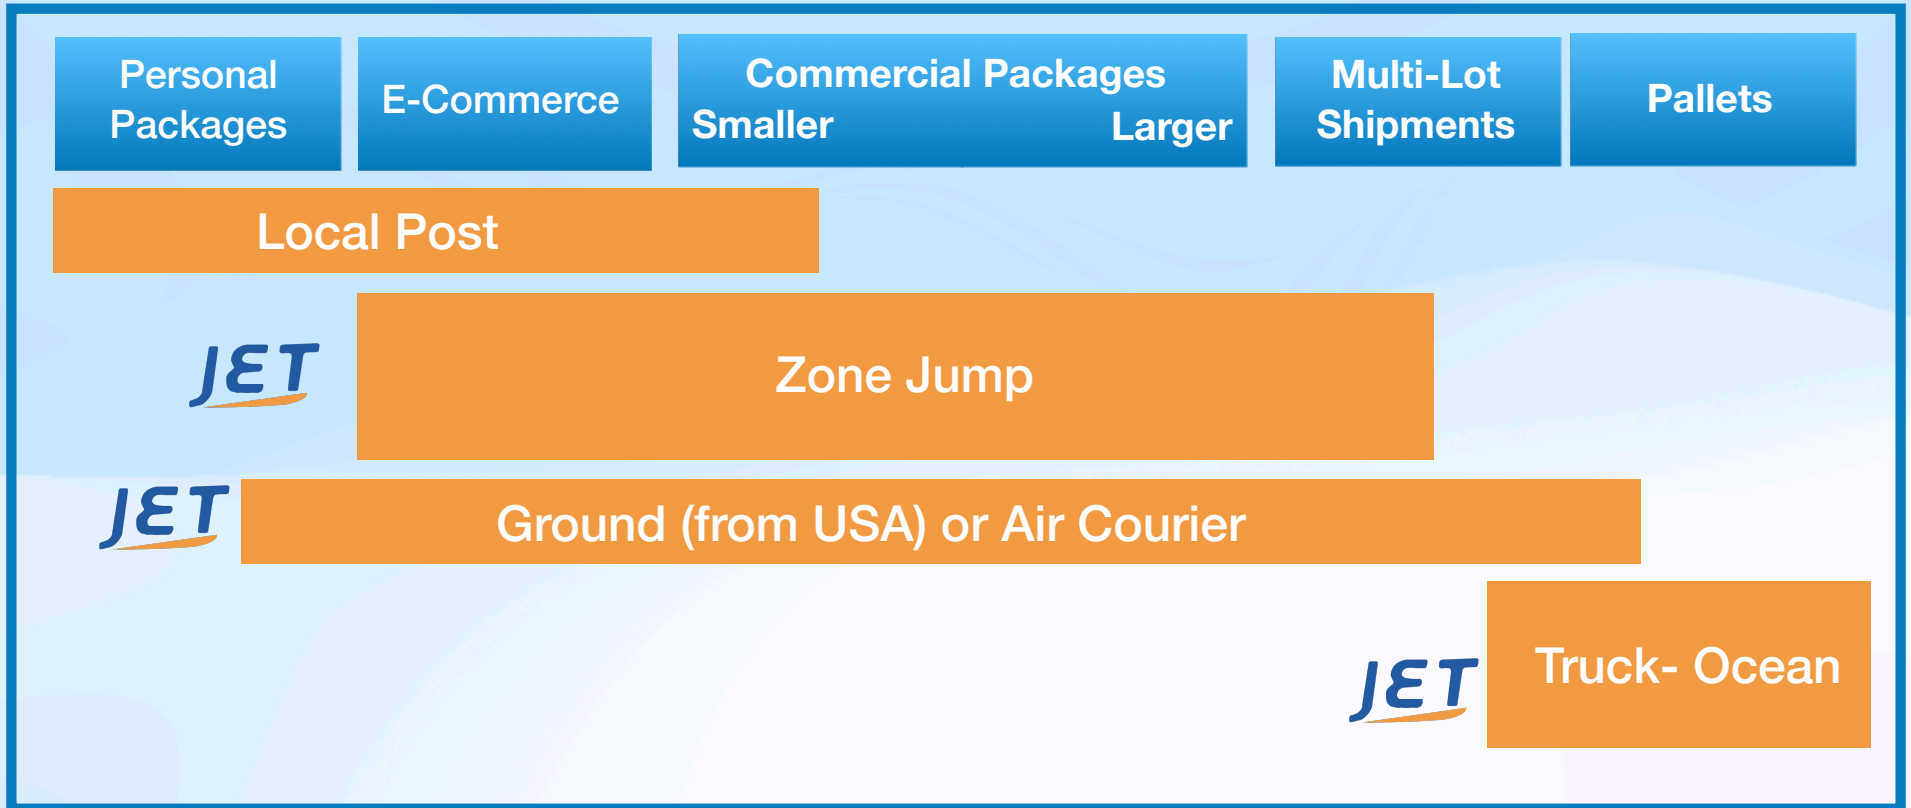 Personal
Packages
E-Commerce
Commercial Packages
Smaller Larger
Multi-Lot
Shipments
Pallets
Local Post
JET
Zone Jump
JET
Ground (from USA) or Air Courier
JET
Truck- Ocean